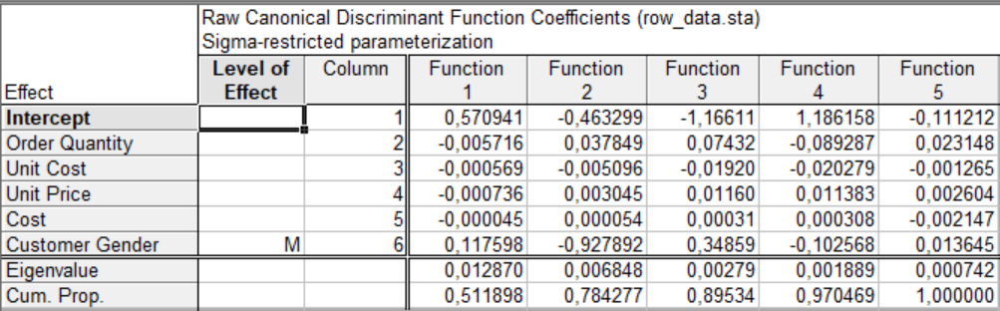 Raw Canonical Discriminant Function Coefficients (row_data.sta)
Sigma-restricted parameterization
Effect Level of Effect Column Function 1 Function 2 Function 3 Function 4 Function 5
Intercept 1 0,570941 -0,463299 -1,16611 1,186158 -0,111212
Order Quantity 2 -0,005716 0,037849 0,07432 -0,089287 0,023148
Unit Cost 3 -0,000569 -0,005096 -0,01920 -0,020279 -0,001265
Unit Price 4 -0,000736 0,003045 0,01160 0,011383 0,002604
Cost 5 -0,000045 0,000054 0,00031 0,000308 -0,002147
Customer Gender M 6 0,117598 -0,927892 0,34859 -0,102568 0,013645
Eigenvalue 0,012870 0,006848 0,00279 0,001889 0,000742
Cum. Prop. 0,511898 0,784277 0,89534 0,970469 1,000000